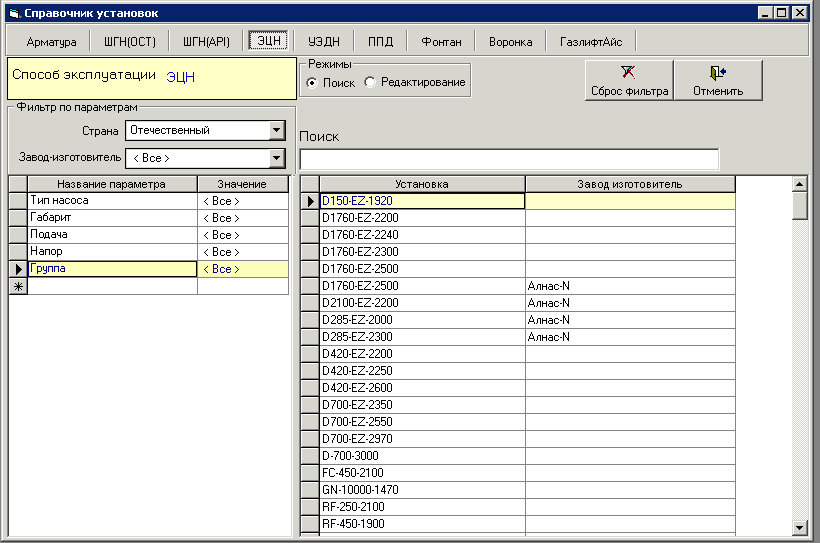 Справочник установок
Арматура ШГН(ОСТ) ШГН(API) ЭЦН УЭДН ППД Фонтан Воронка ГазлифтАйс
Способ эксплуатации ЭЦН
Режимы
Поиск Редактирование
Сброс фильтра Отменить
Фильтр по параметрам
Страна Отечественный
Завод-изготовитель < Все >
Поиск
Название параметра Значение
Тип насоса < Все >
Габарит < Все >
Подача < Все >
Напор < Все >
Группа < Все >
Установка Завод изготовитель
D150-EZ-1920
D1760-EZ-2200
D1760-EZ-2240
D1760-EZ-2300
D1760-EZ-2500
D1760-EZ-2500 Алнас-N
D2100-EZ-2200 Алнас-N
D285-EZ-2000 Алнас-N
D285-EZ-2300 Алнас-N
D420-EZ-2200
D420-EZ-2250
D420-EZ-2600
D700-EZ-2350
D700-EZ-2550
D700-EZ-2970
D-700-3000
FC-450-2100
GN-10000-1470
RF-250-2100
RF-450-1900